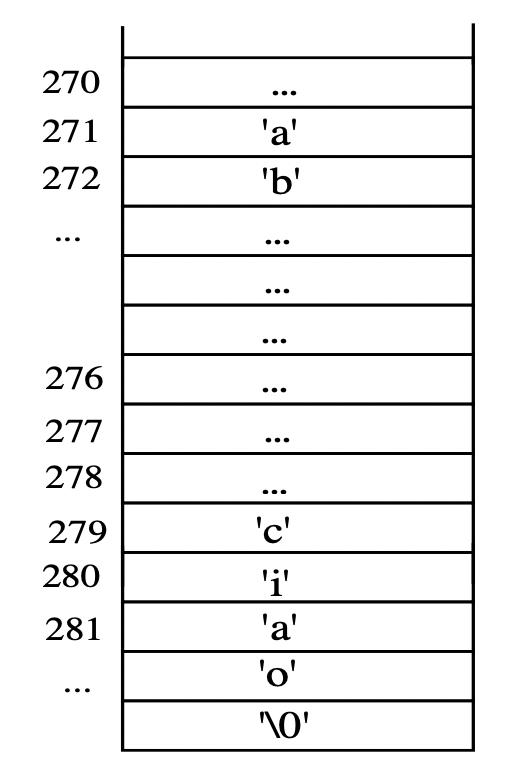 270 ...
271 'a'
272 'b'
... ...
...
...
276 ...
277 ...
278 ...
279 'c'
280 'i'
281 'a'
... 'o'
'\0'